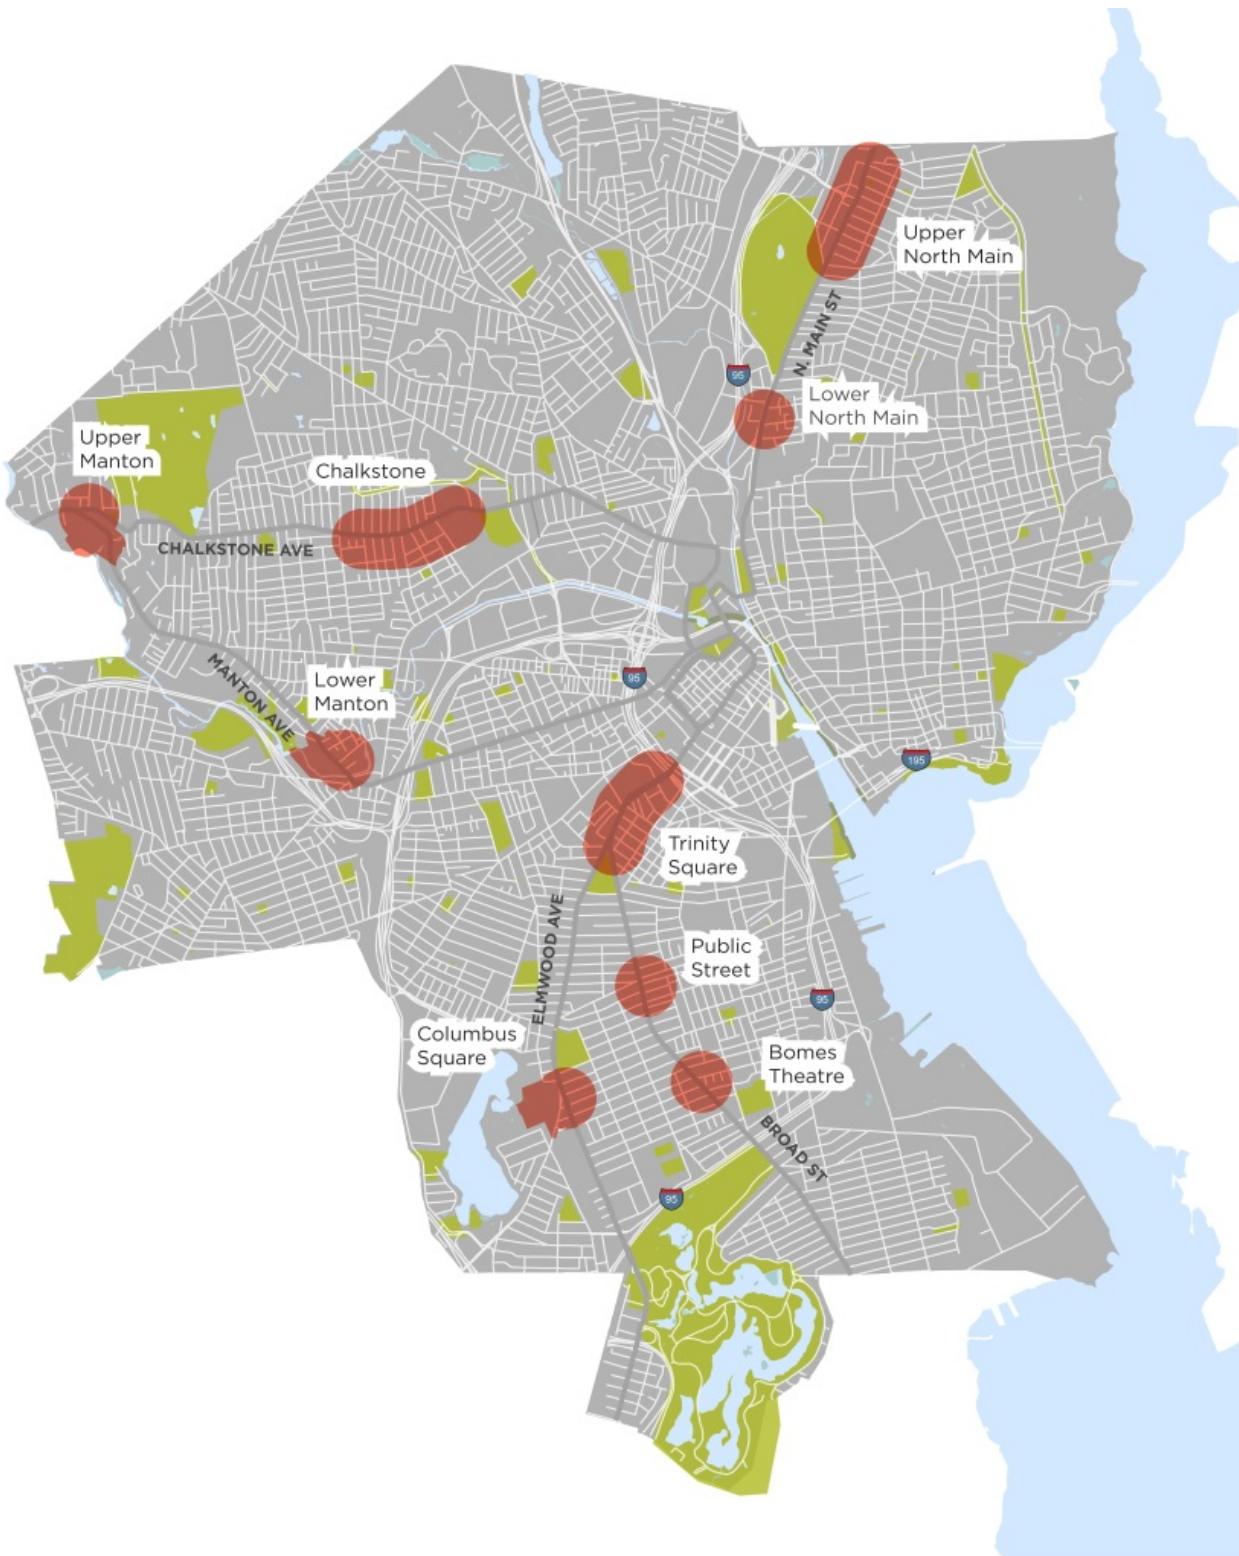 Upper
North Main
N. MAIN ST
95
Lower
North Main
Upper
Manton
Chalkstone
CHALKSTONE AVE
MANTON AVE
Lower
Manton
95
195
Trinity
Square
ELMWOOD AVE
Public
Street
95
Columbus
Square
Bomes
Theatre
BROAD ST
95